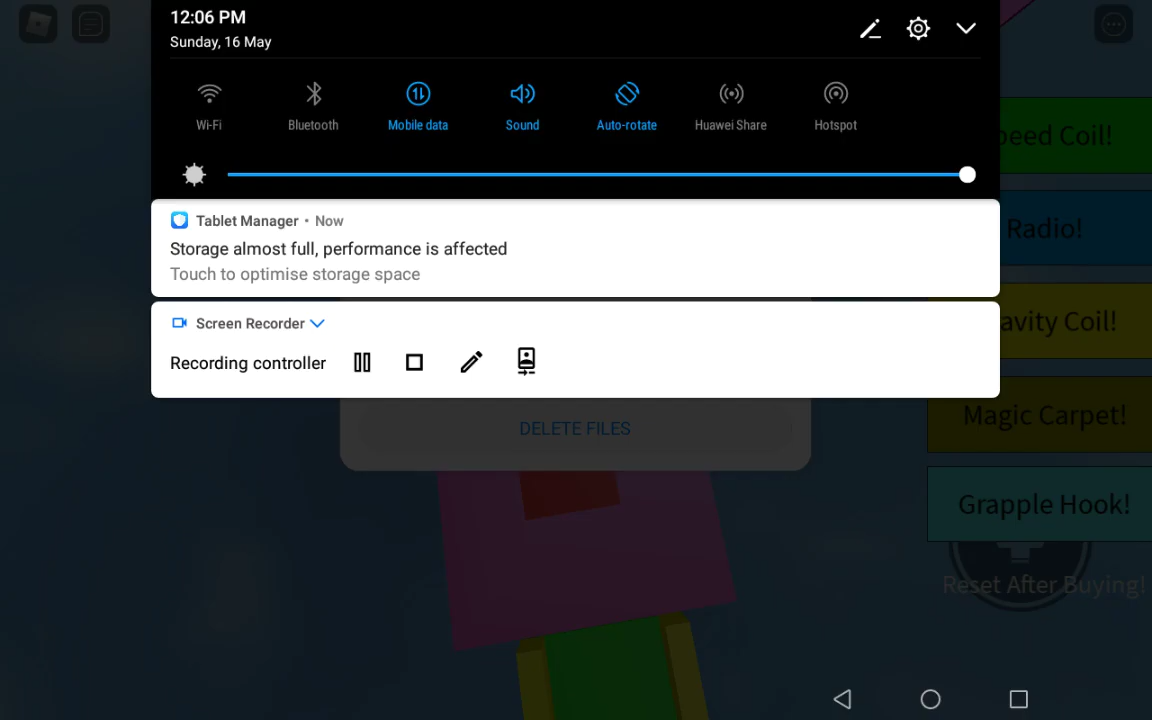 12:06 PM
Sunday, 16 May
Wi-Fi
Bluetooth
Mobile data
Sound
Auto-rotate
Huawei Share
Hotspot
Tablet Manager • Now
Storage almost full, performance is affected
Touch to optimise storage space
Screen Recorder
Recording controller
DELETE FILES
peed Coil!
Radio!
avity Coil!
Magic Carpet!
Grapple Hook!
Reset After Buying!